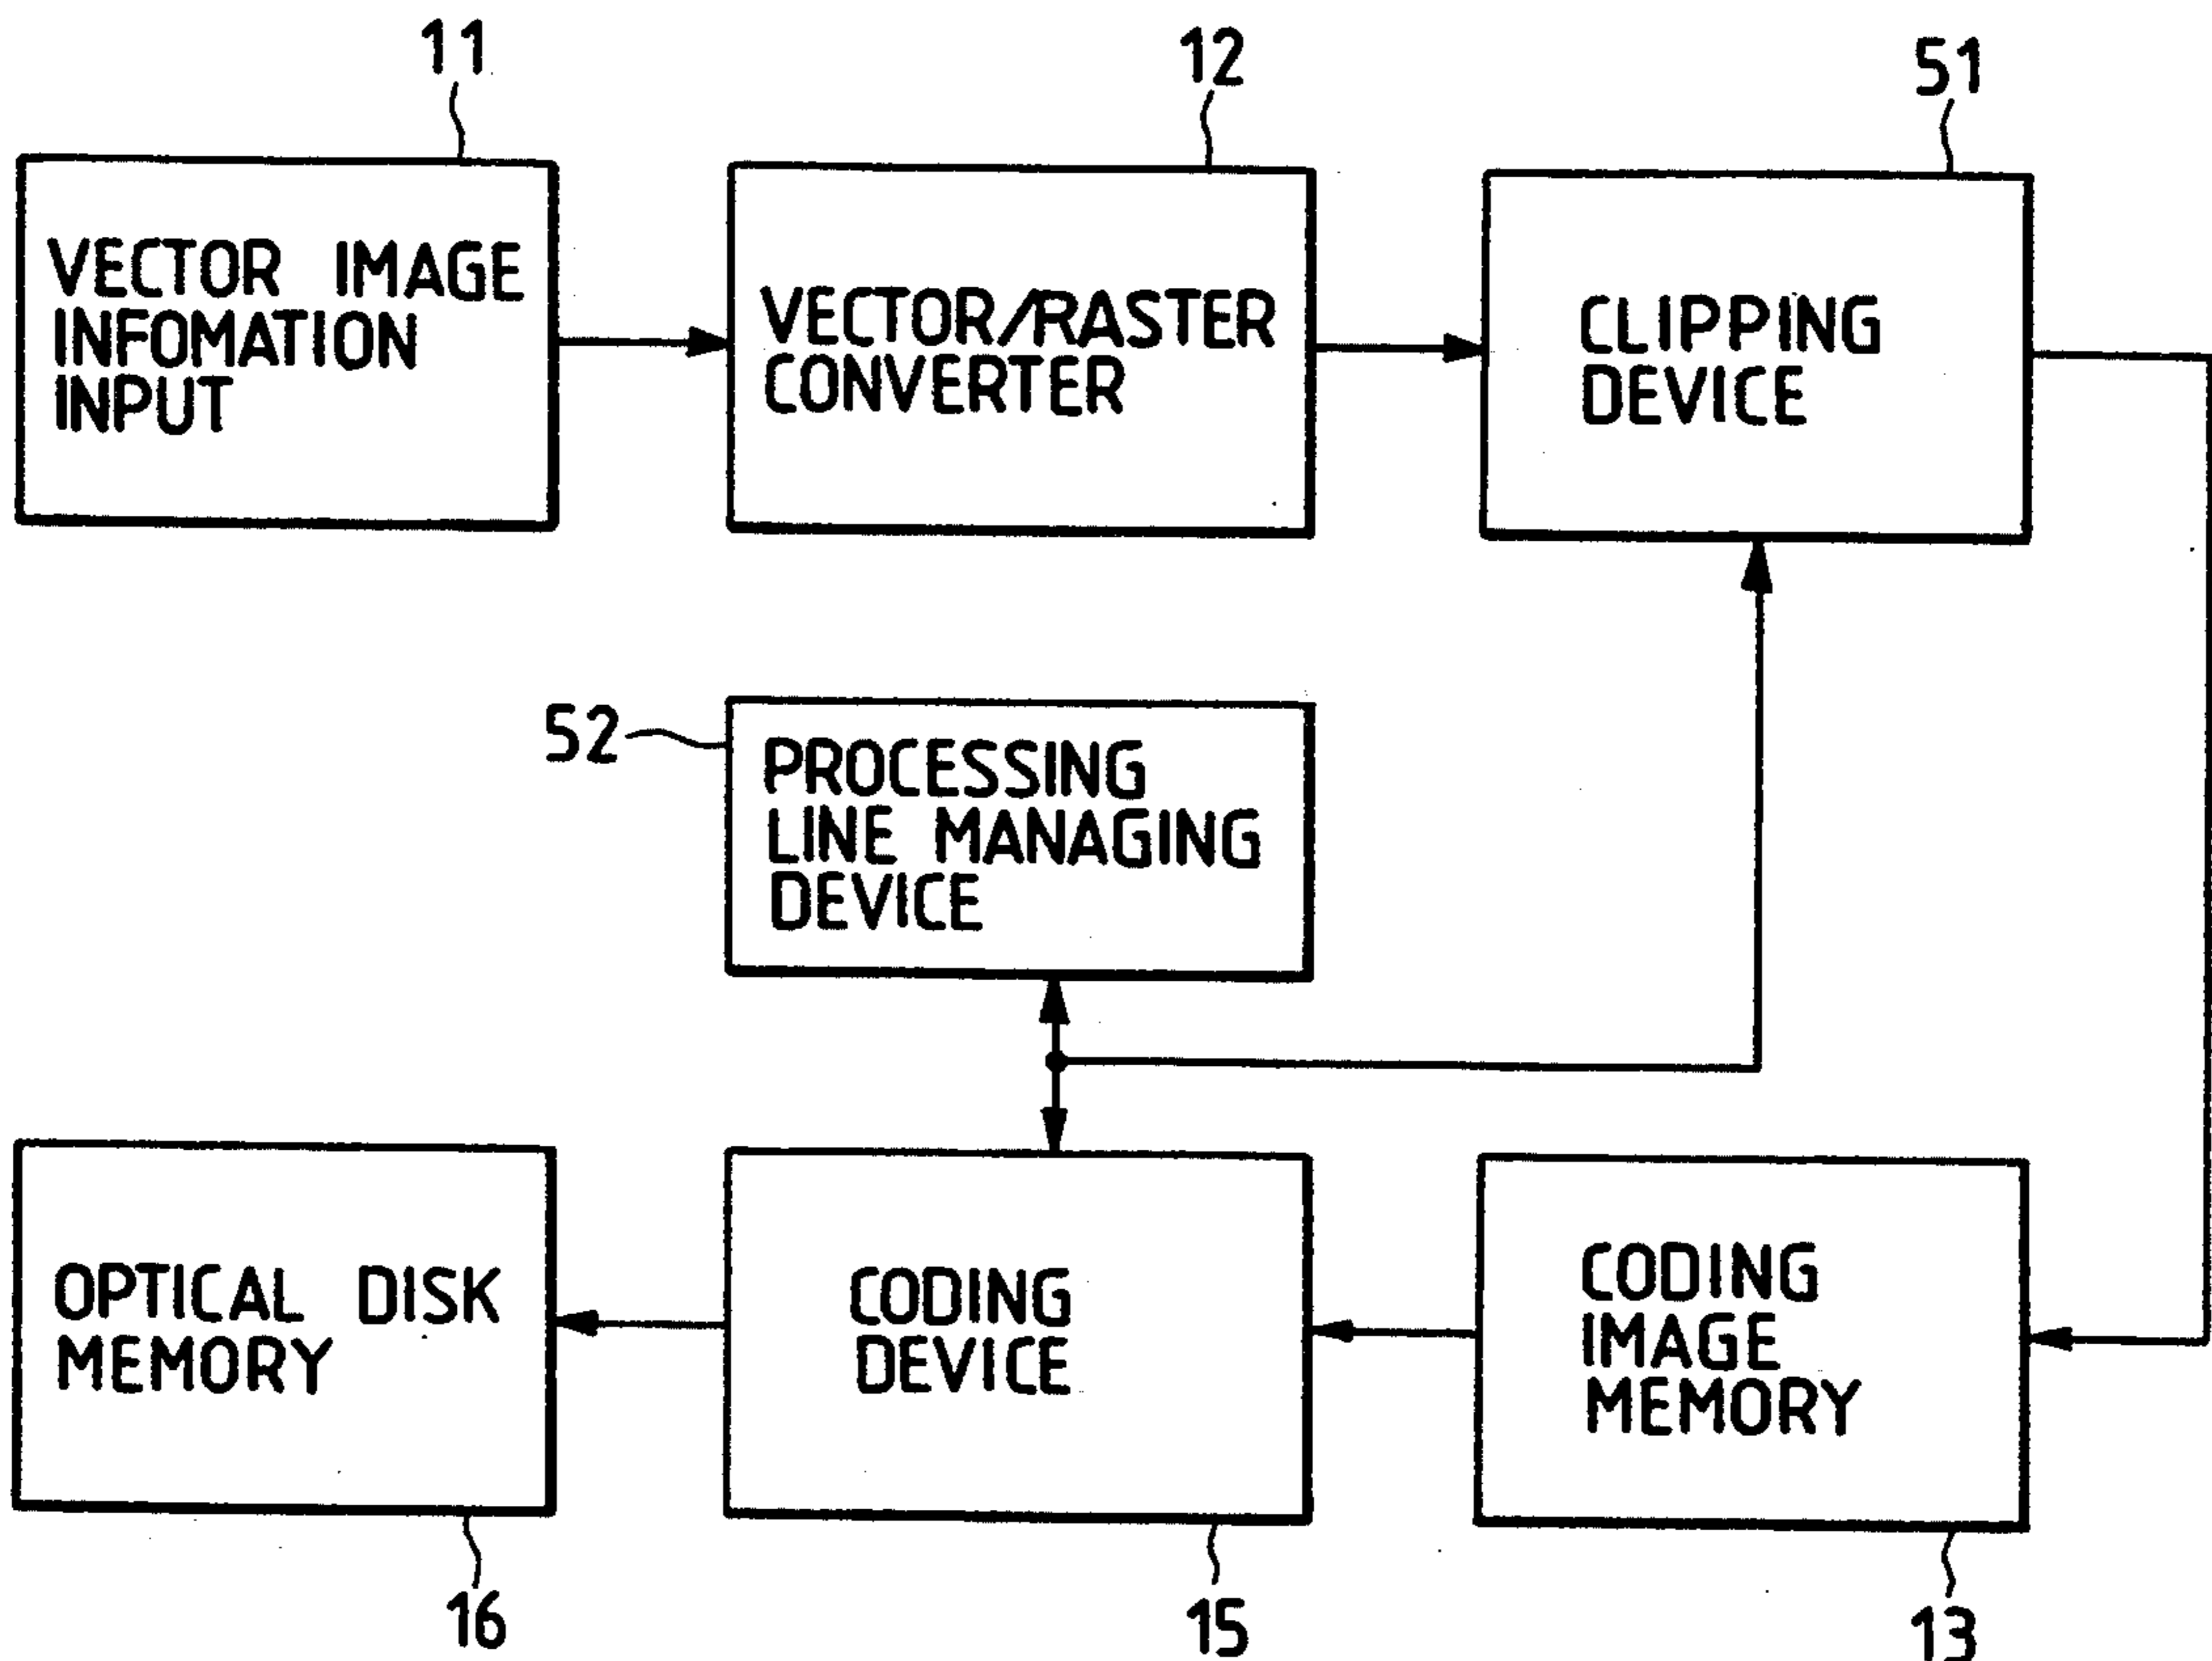 11
12
51
VECTOR IMAGE
INFOMATION
INPUT
VECTOR/RASTER
CONVERTER
CLIPPING
DEVICE
52
PROCESSING
LINE MANAGING
DEVICE
OPTICAL DISK
MEMORY
CODING
DEVICE
CODING
IMAGE
MEMORY
16
15
13